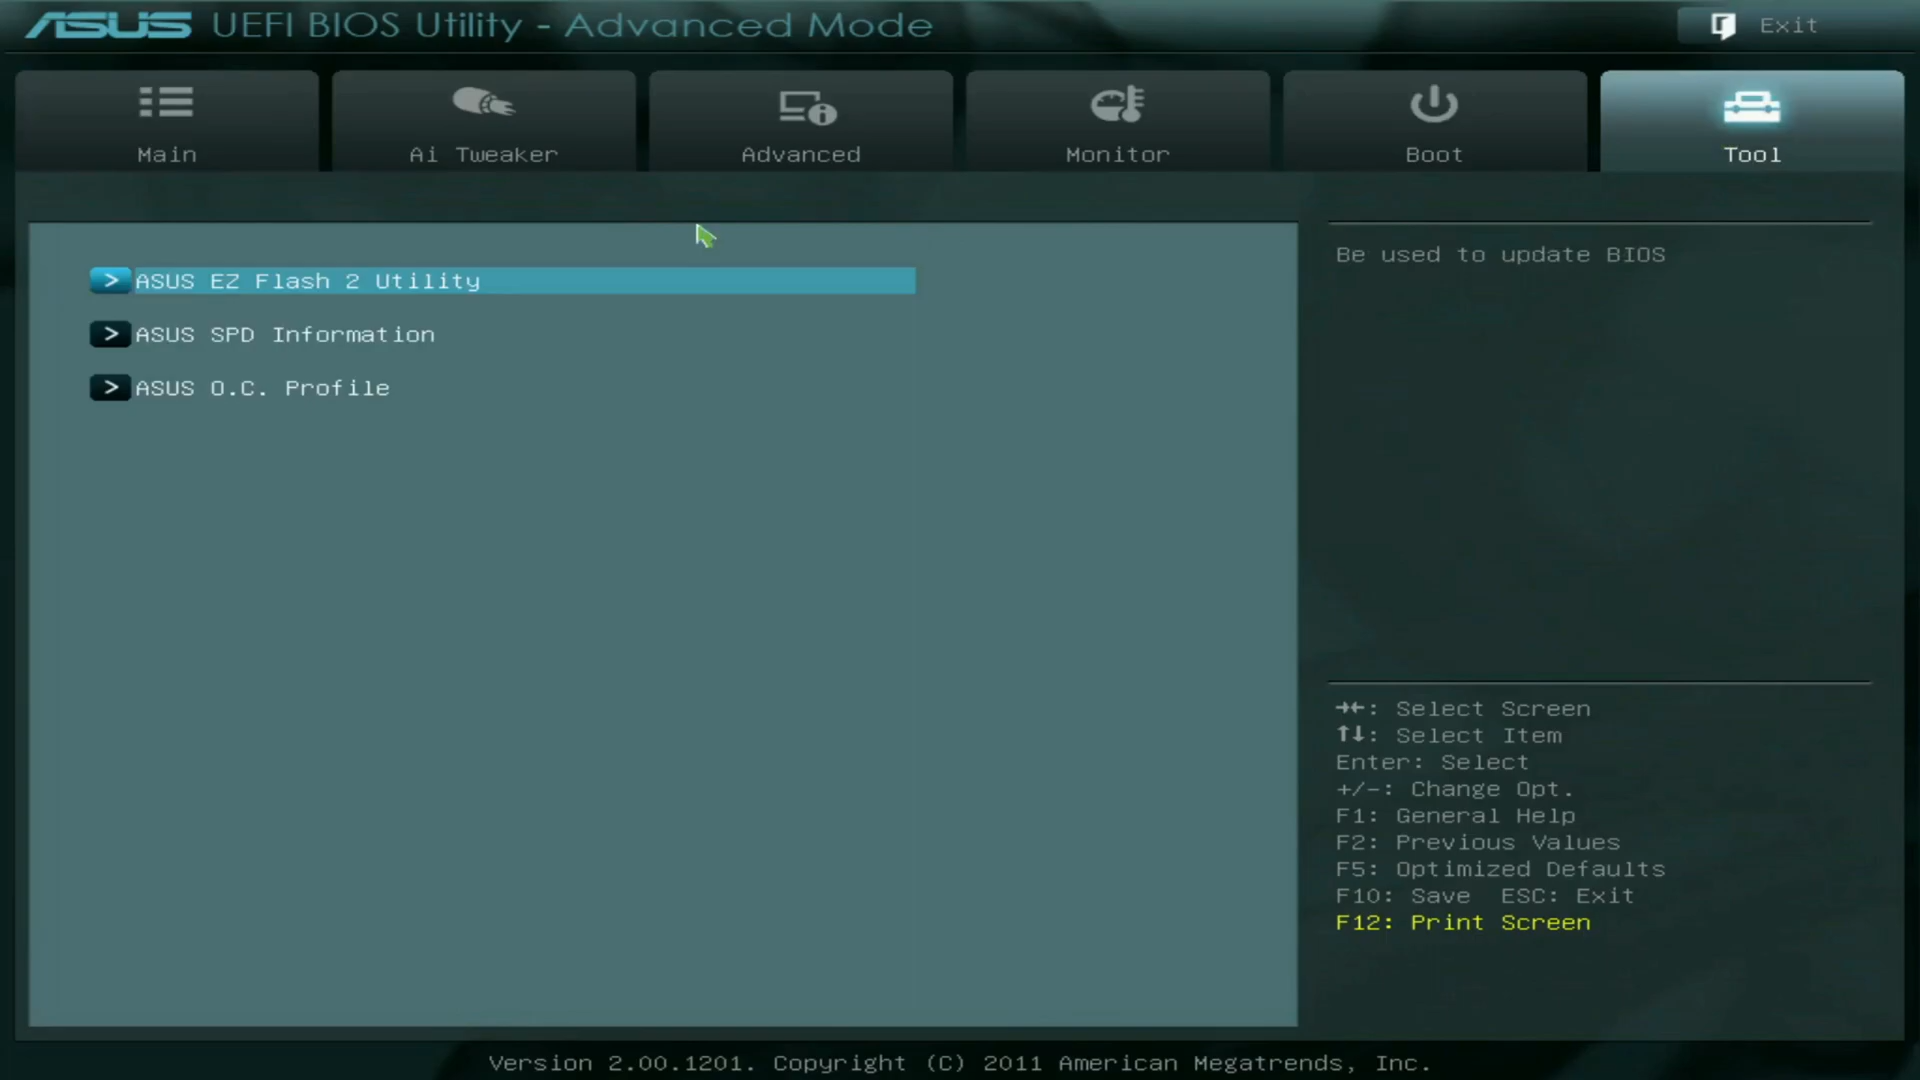 ASUS UEFI BIOS Utility - Advanced Mode
Exit
Main
Ai Tweaker
Advanced
Monitor
Boot
Tool
> ASUS EZ Flash 2 Utility
> ASUS SPD Information
> ASUS O.C. Profile
Be used to update BIOS
→←: Select Screen
↑↓: Select Item
Enter: Select
+/-: Change Opt.
F1: General Help
F2: Previous Values
F5: Optimized Defaults
F10: Save  ESC: Exit
F12: Print Screen
Version 2.00.1201. Copyright (C) 2011 American Megatrends, Inc.